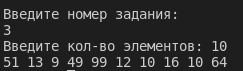 Введите номер задания:
3
Введите кол-во элементов: 10
51 13 9 49 99 12 10 16 10 64